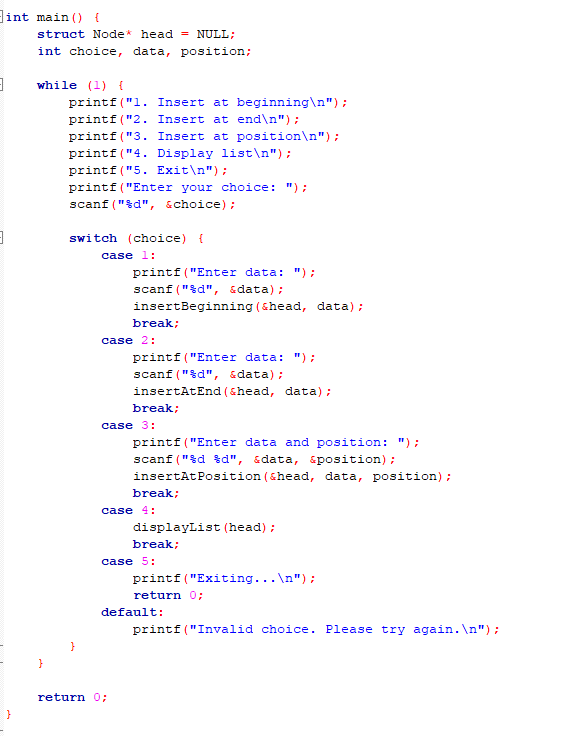 int main() {
    struct Node* head = NULL;
    int choice, data, position;

    while (1) {
        printf("1. Insert at beginning\n");
        printf("2. Insert at end\n");
        printf("3. Insert at position\n");
        printf("4. Display list\n");
        printf("5. Exit\n");
        printf("Enter your choice: ");
        scanf("%d", &choice);

        switch (choice) {
            case 1:
                printf("Enter data: ");
                scanf("%d", &data);
                insertBeginning(&head, data);
                break;
            case 2:
                printf("Enter data: ");
                scanf("%d", &data);
                insertAtEnd(&head, data);
                break;
            case 3:
                printf("Enter data and position: ");
                scanf("%d %d", &data, &position);
                insertAtPosition(&head, data, position);
                break;
            case 4:
                displayList(head);
                break;
            case 5:
                printf("Exiting...\n");
                return 0;
            default:
                printf("Invalid choice. Please try again.\n");
        }
    }

    return 0;
}